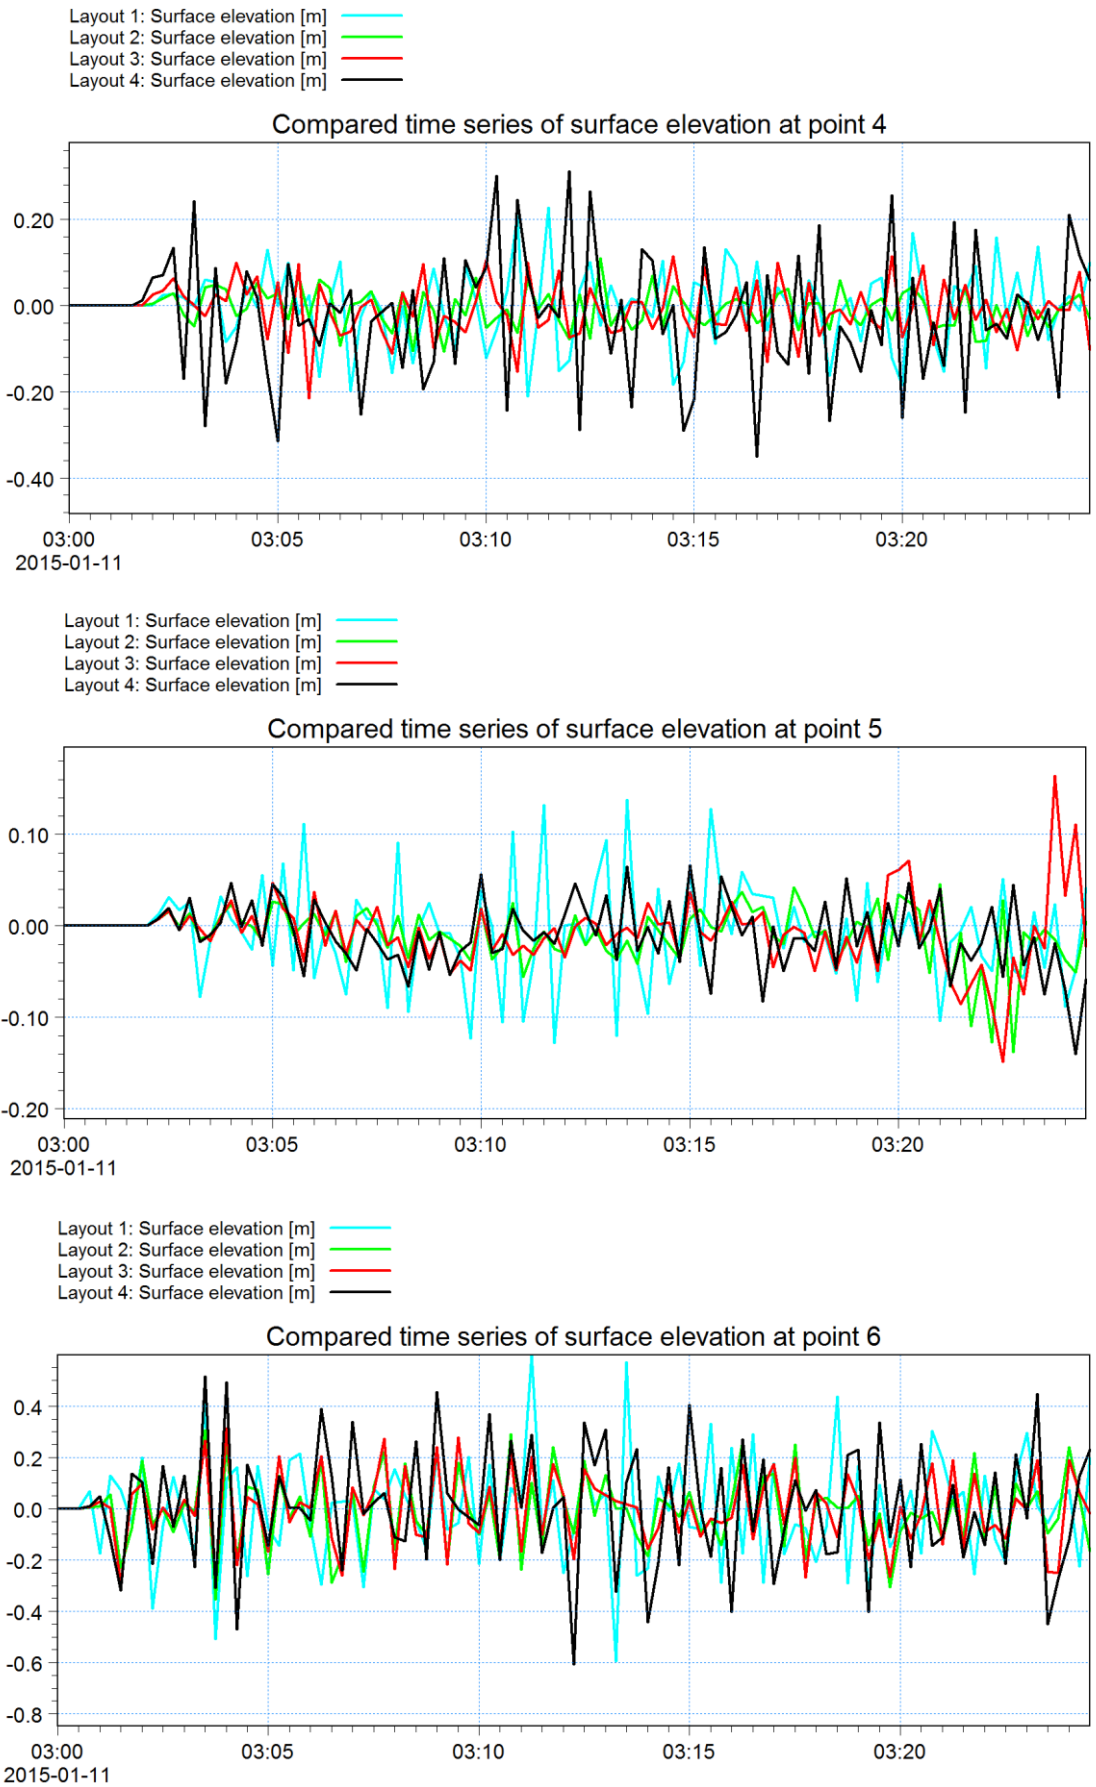 Layout 1: Surface elevation [m]
Layout 2: Surface elevation [m]
Layout 3: Surface elevation [m]
Layout 4: Surface elevation [m]
Compared time series of surface elevation at point 4
0.20
0.00
-0.20
-0.40
03:00 03:05 03:10 03:15 03:20
2015-01-11
Layout 1: Surface elevation [m]
Layout 2: Surface elevation [m]
Layout 3: Surface elevation [m]
Layout 4: Surface elevation [m]
Compared time series of surface elevation at point 5
0.10
0.00
-0.10
-0.20
03:00 03:05 03:10 03:15 03:20
2015-01-11
Layout 1: Surface elevation [m]
Layout 2: Surface elevation [m]
Layout 3: Surface elevation [m]
Layout 4: Surface elevation [m]
Compared time series of surface elevation at point 6
0.4
0.2
0.0
-0.2
-0.4
-0.6
-0.8
03:00 03:05 03:10 03:15 03:20
2015-01-11